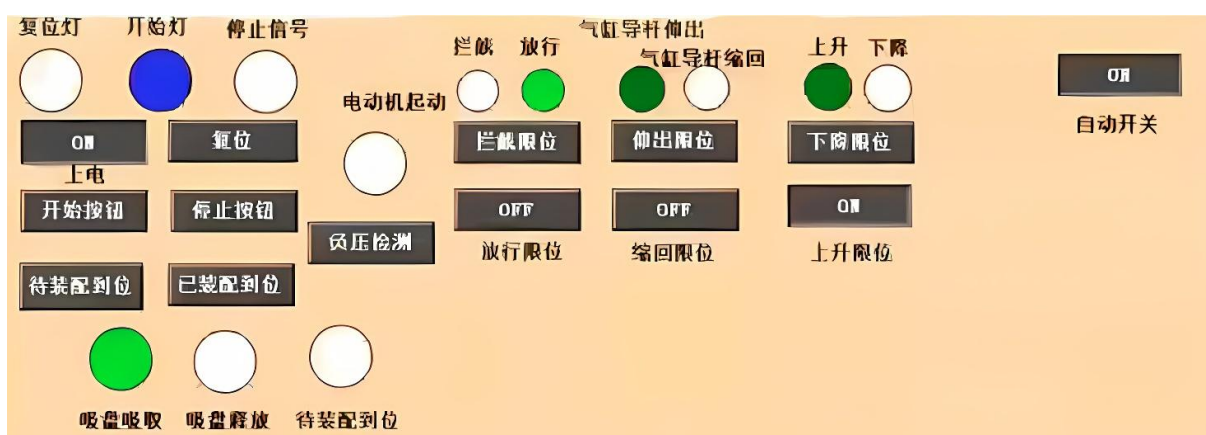 复位灯 开始灯 停止信号 气缸导杆伸出
拦截 放行 气缸导杆缩回 上升 下降
电动机起动
ON 复位 拦截限位 伸出限位 下降限位 ON
上电 自动开关
开始按钮 停止按钮 OFF OFF ON
负压检测 放行限位 缩回限位 上升限位
待装配到位 已装配到位
吸盘吸取 吸盘释放 待装配到位